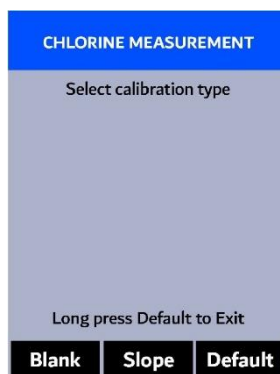 CHLORINE MEASUREMENT
Select calibration type
Long press Default to Exit
Blank Slope Default